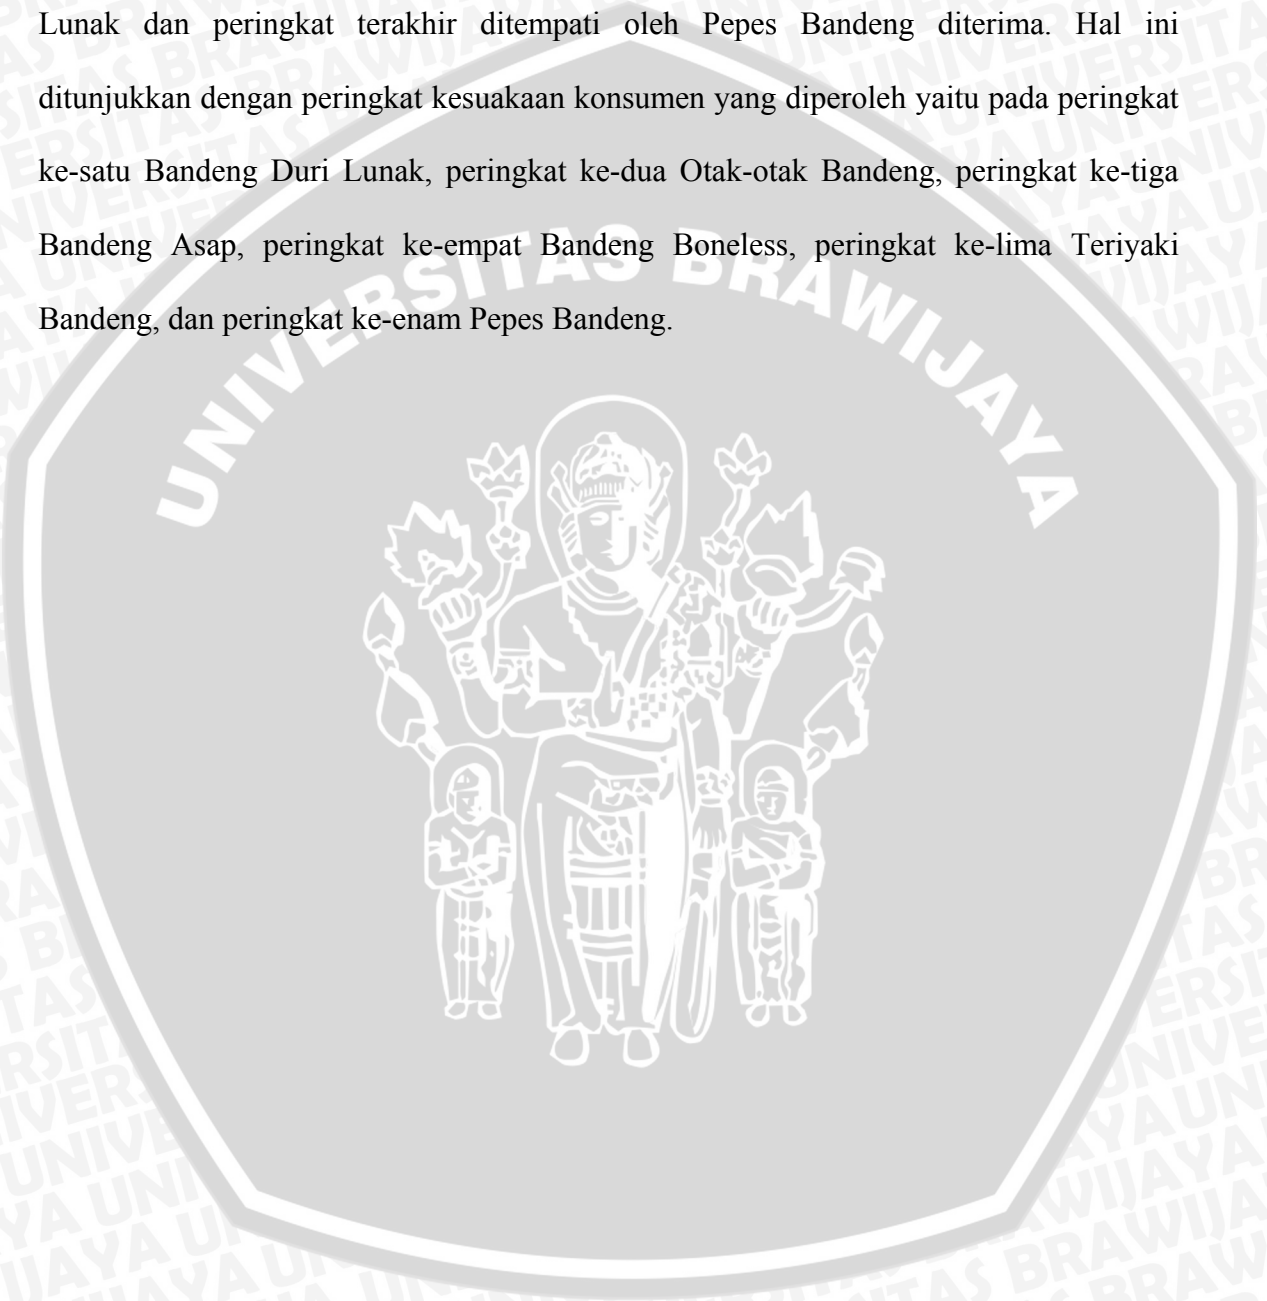 Lunak dan peringkat terakhir ditempati oleh Pepes Bandeng diterima. Hal ini
ditunjukkan dengan peringkat kesuakaan konsumen yang diperoleh yaitu pada peringkat
ke-satu Bandeng Duri Lunak, peringkat ke-dua Otak-otak Bandeng, peringkat ke-tiga
Bandeng Asap, peringkat ke-empat Bandeng Boneless, peringkat ke-lima Teriyaki
Bandeng, dan peringkat ke-enam Pepes Bandeng.
UNIVERSITAS BRAWIJAYA